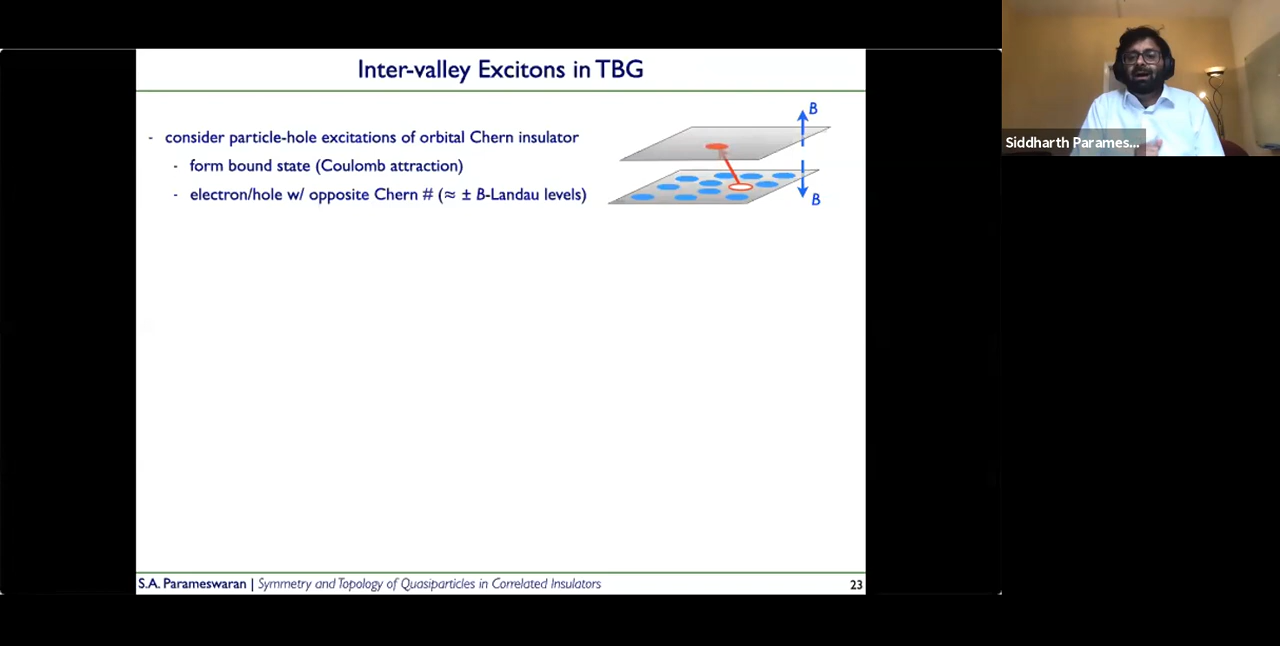 Inter-valley Excitons in TBG
- consider particle-hole excitations of orbital Chern insulator
- form bound state (Coulomb attraction)
- electron/hole w/ opposite Chern # (≈ ± B-Landau levels)
B
B
S.A. Parameswaran | Symmetry and Topology of Quasiparticles in Correlated Insulators
23
Siddharth Parames...